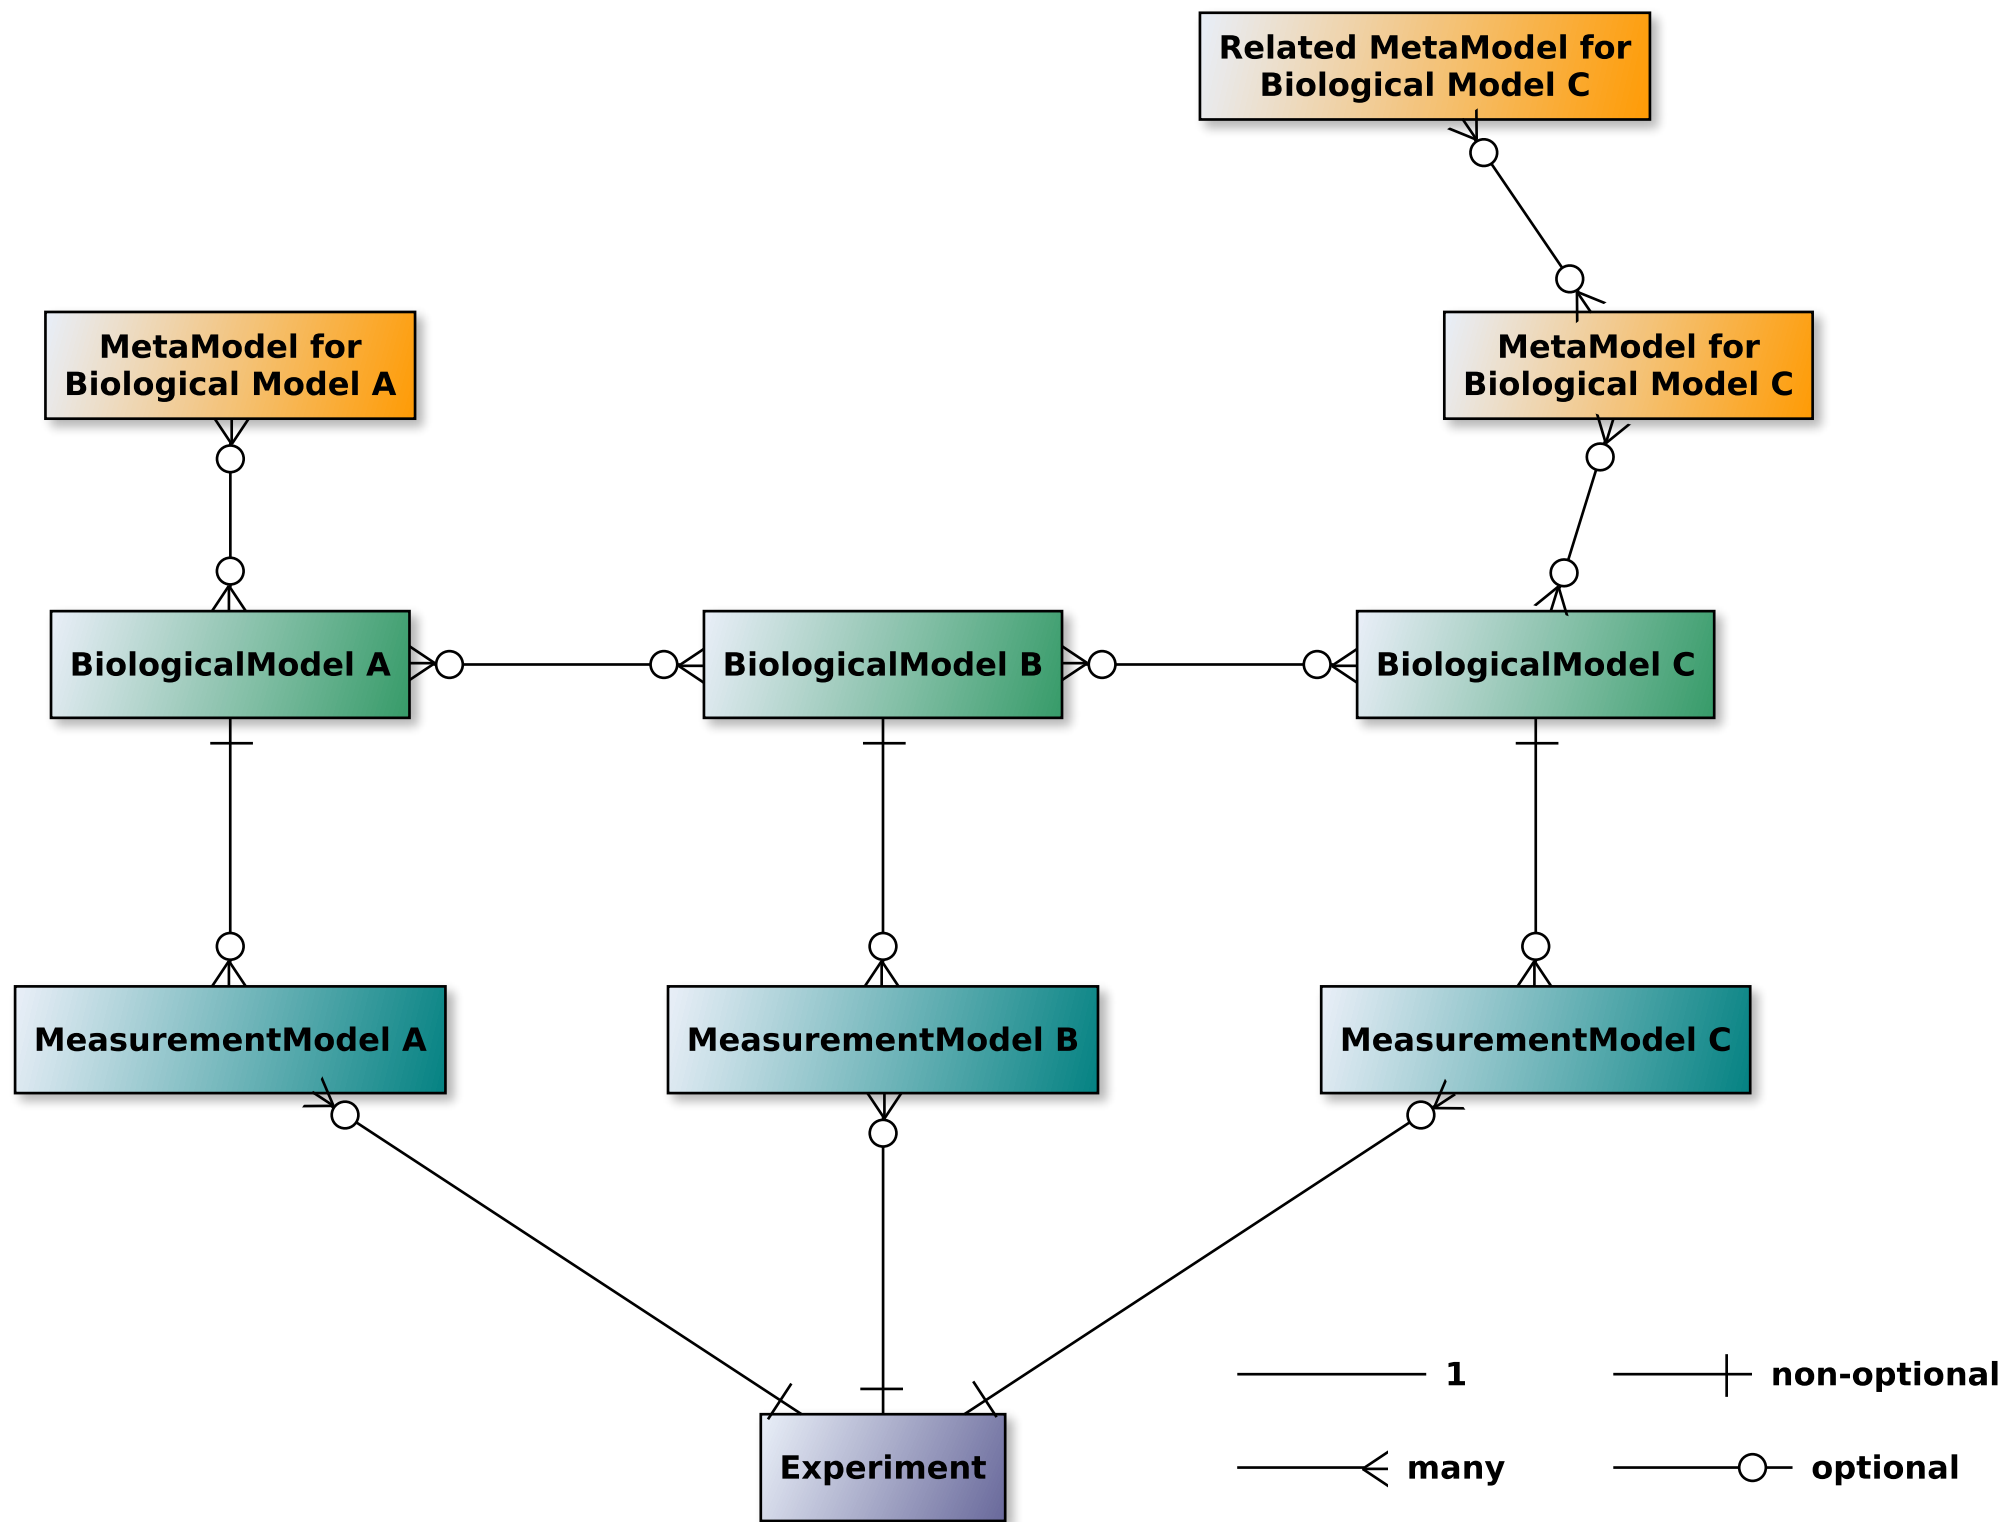 Related MetaModel for
Biological Model C
MetaModel for
Biological Model A
MetaModel for
Biological Model C
BiologicalModel A
BiologicalModel B
BiologicalModel C
MeasurementModel A
MeasurementModel B
MeasurementModel C
Experiment
1
non-optional
many
optional